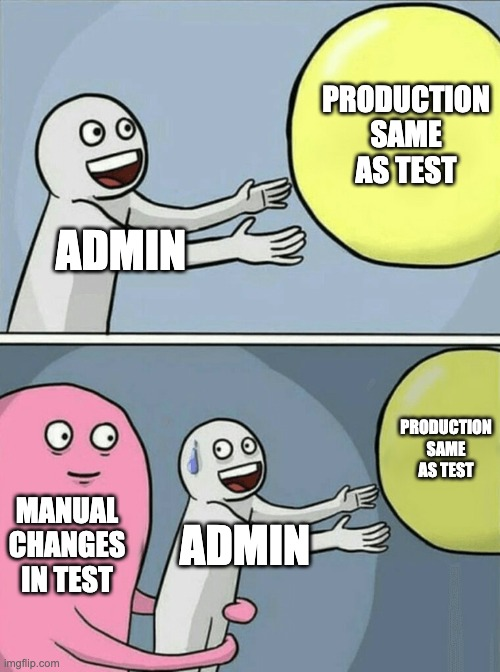 PRODUCTION
SAME
AS TEST
ADMIN
PRODUCTION
SAME
AS TEST
MANUAL
CHANGES
IN TEST
ADMIN
imgflip.com